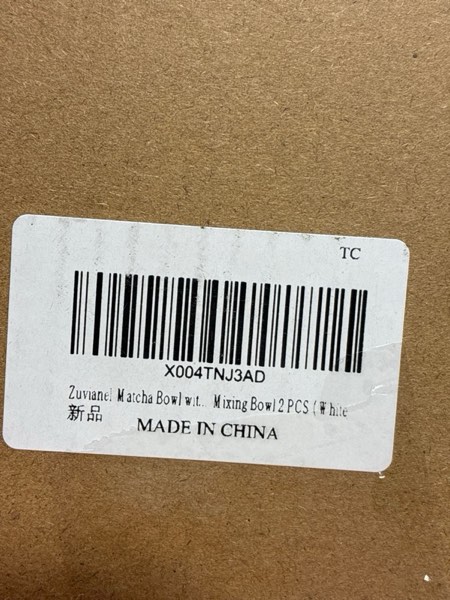 TC
X004TNJ3AD
Zuvianel Matcha Bowl wit... Mixing Bowl 2 PCS (White
新品
MADE IN CHINA